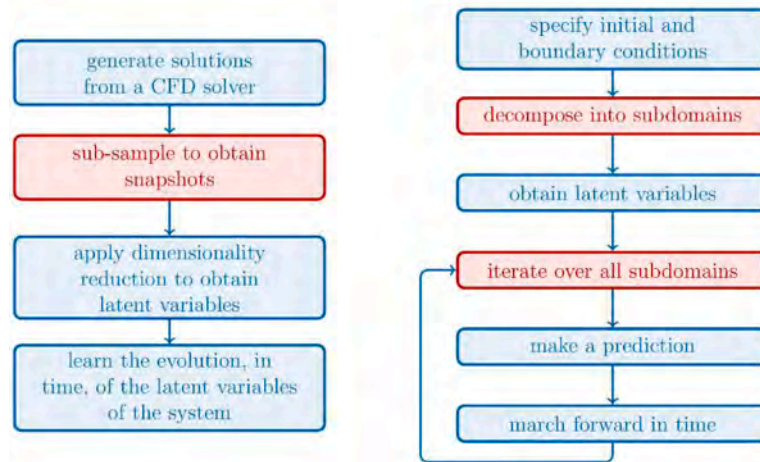 generate solutions
from a CFD solver
sub-sample to obtain
snapshots
apply dimensionality
reduction to obtain
latent variables
learn the evolution, in
time, of the latent variables
of the system
specify initial and
boundary conditions
decompose into subdomains
obtain latent variables
iterate over all subdomains
make a prediction
march forward in time